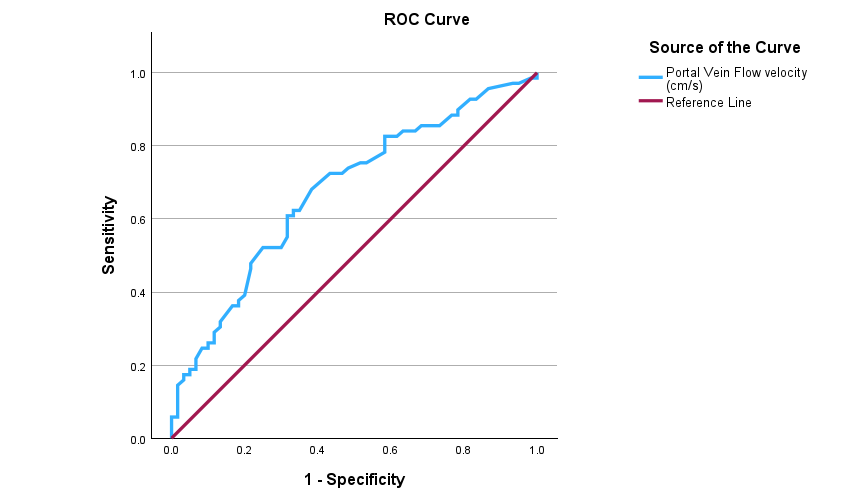 ROC Curve
Source of the Curve
Portal Vein Flow velocity
(cm/s)
Reference Line
Sensitivity
1.0
0.8
0.6
0.4
0.2
0.0
0.0 0.2 0.4 0.6 0.8 1.0
1 - Specificity